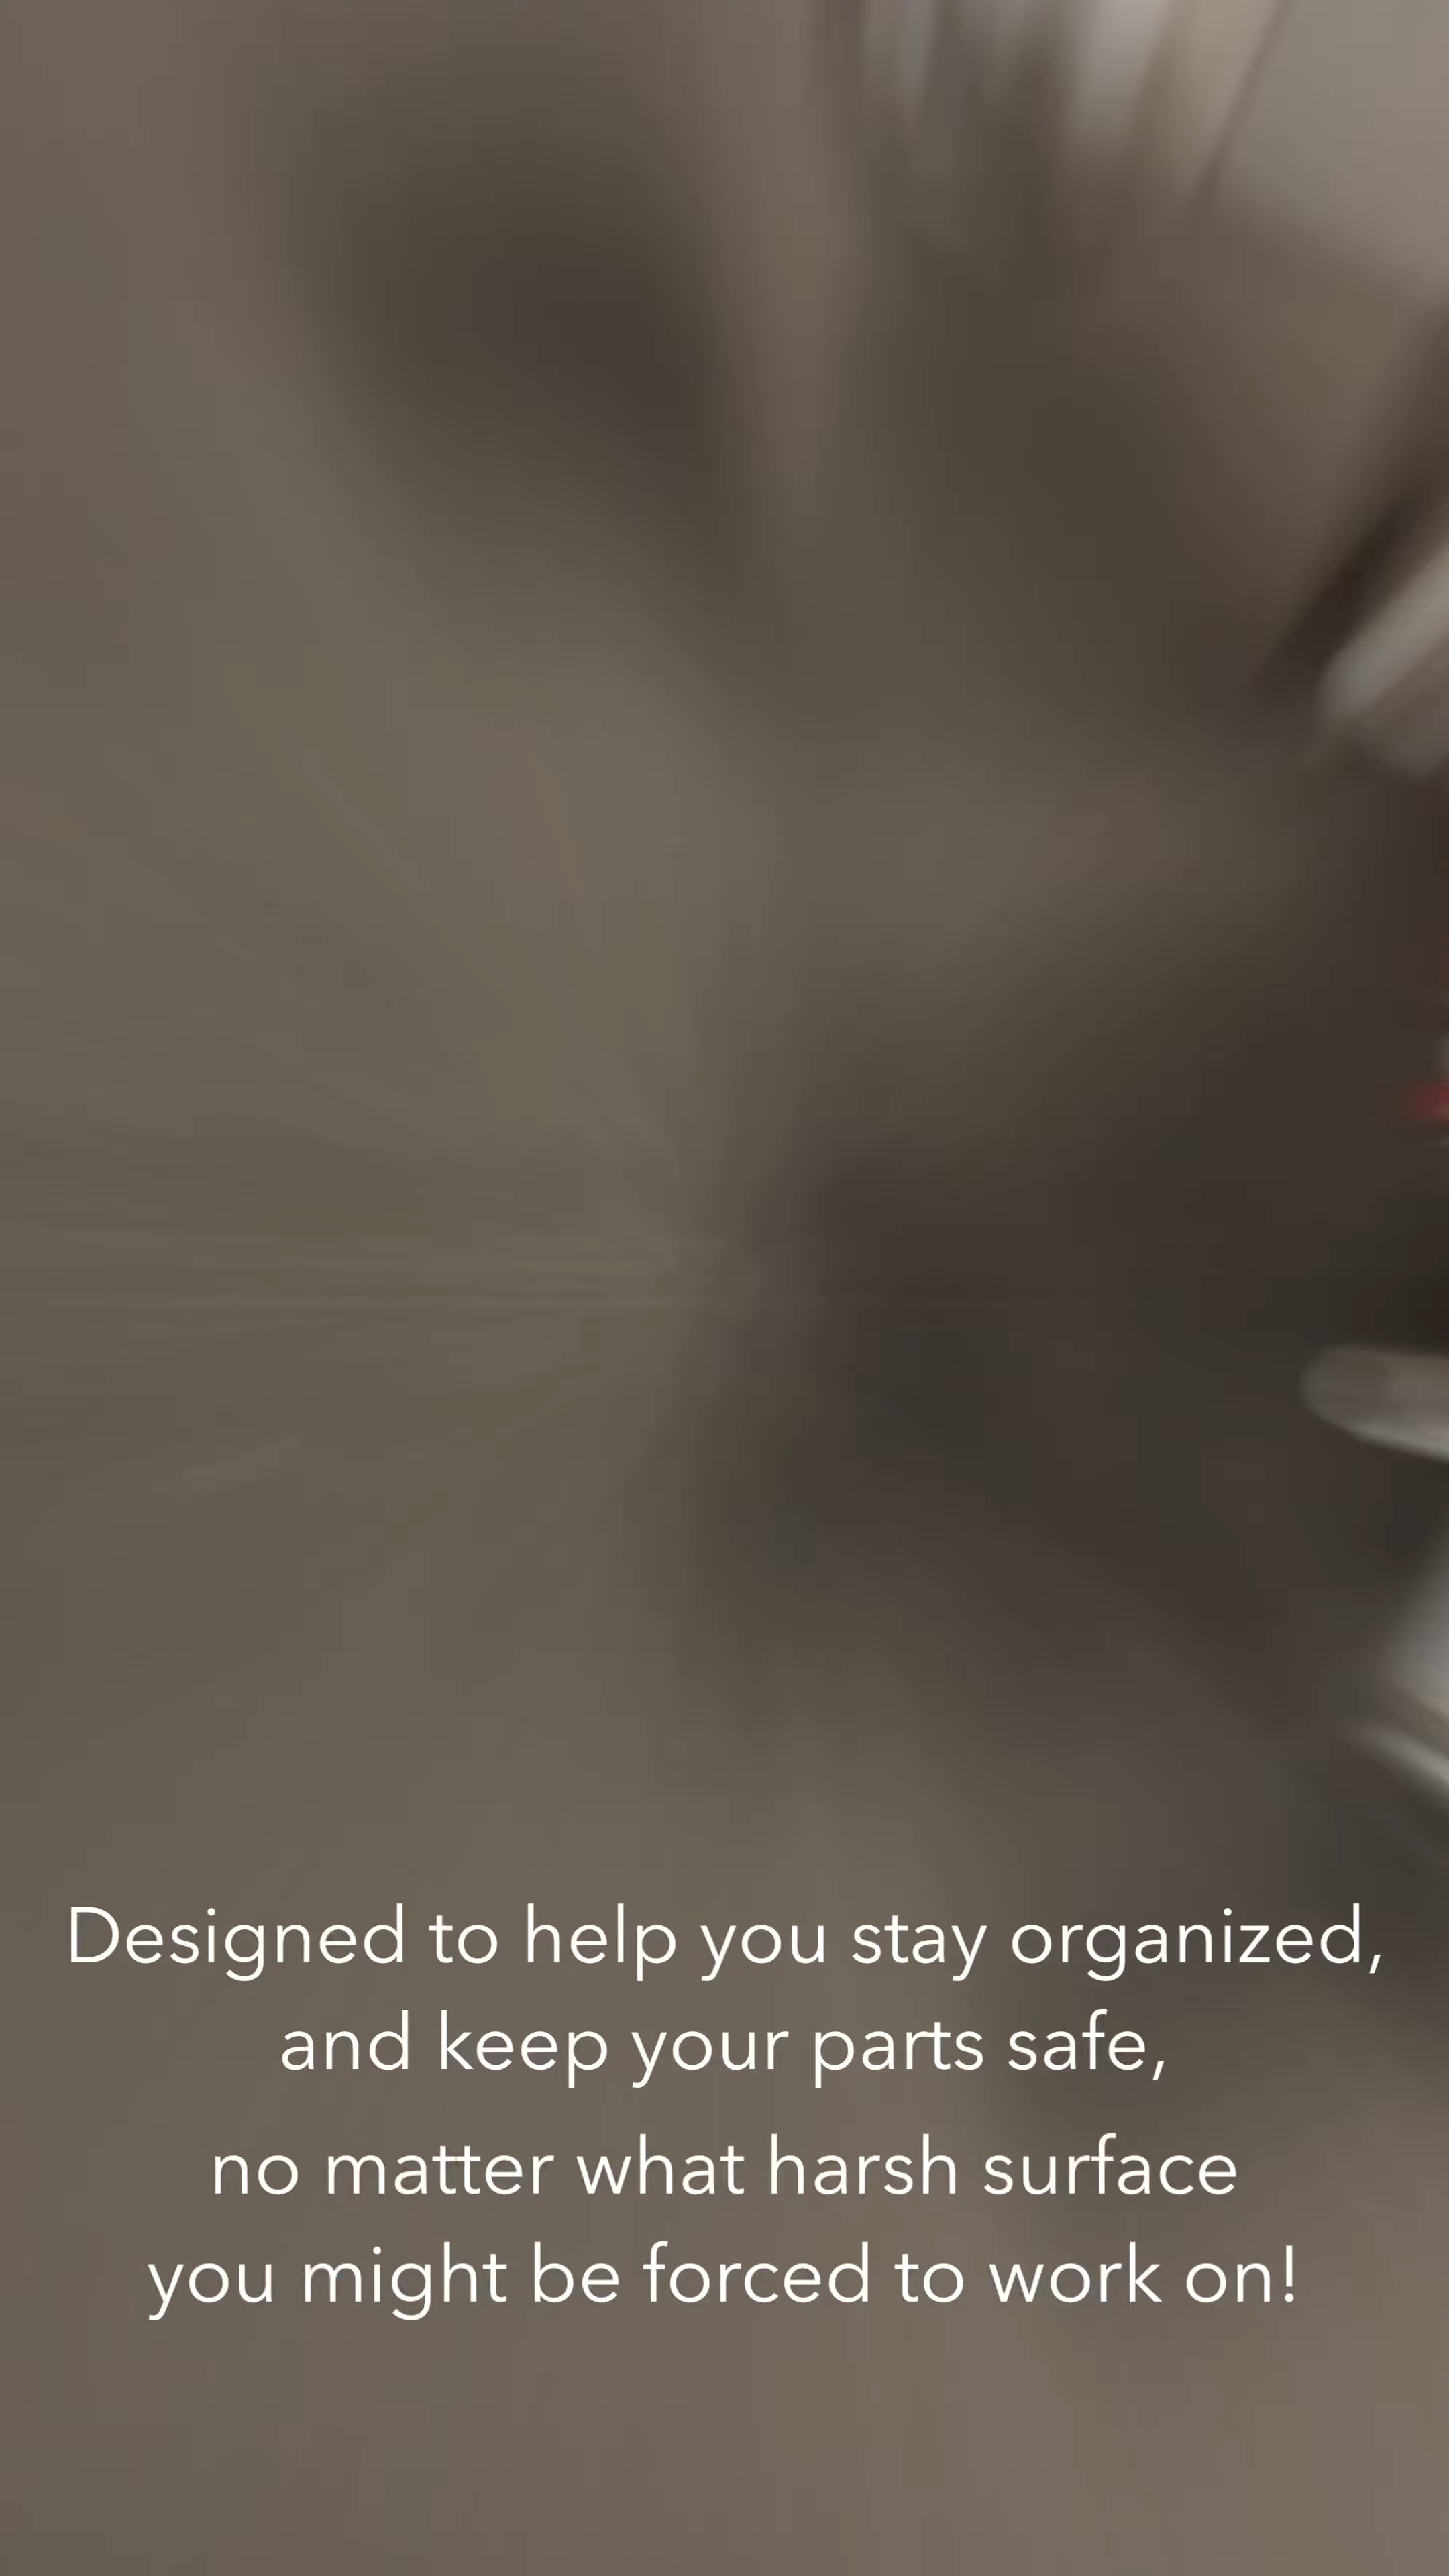 Designed to help you stay organized,
and keep your parts safe,
no matter what harsh surface
you might be forced to work on!